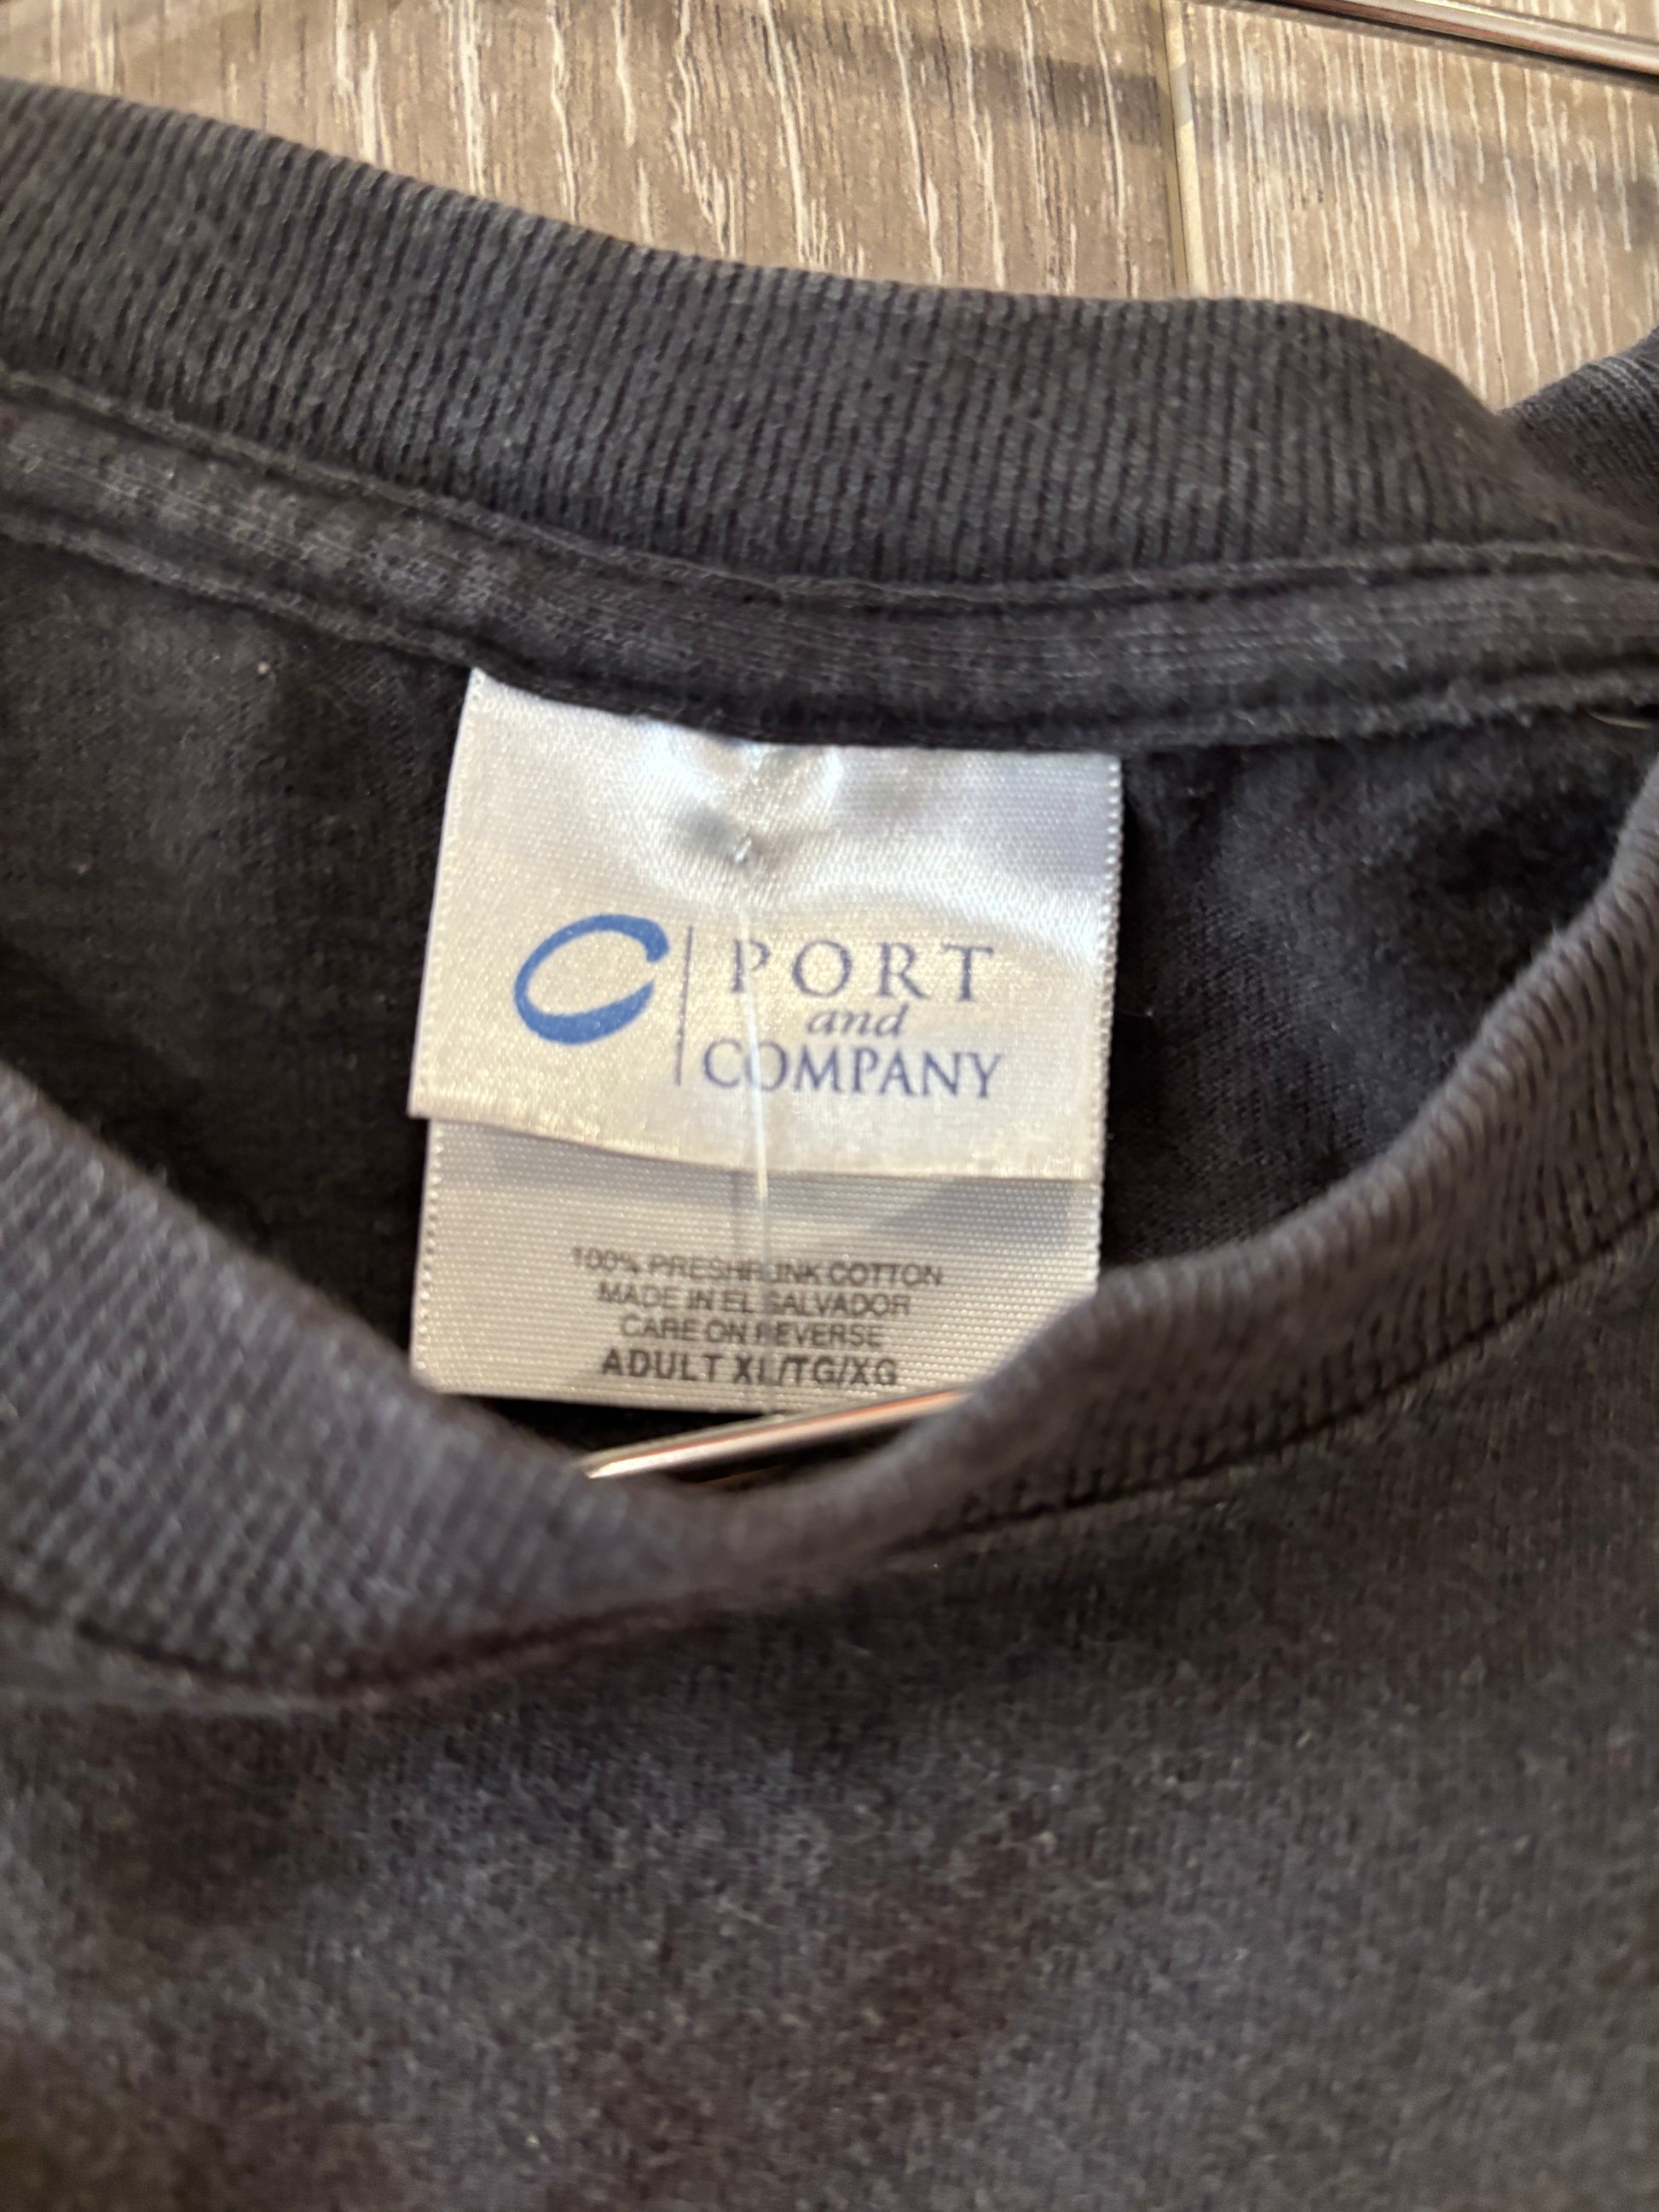 PORT
and
COMPANY
100% PRESHRUNK COTTON
MADE IN EL SALVADOR
CARE ON REVERSE
ADULT XL/TG/XG